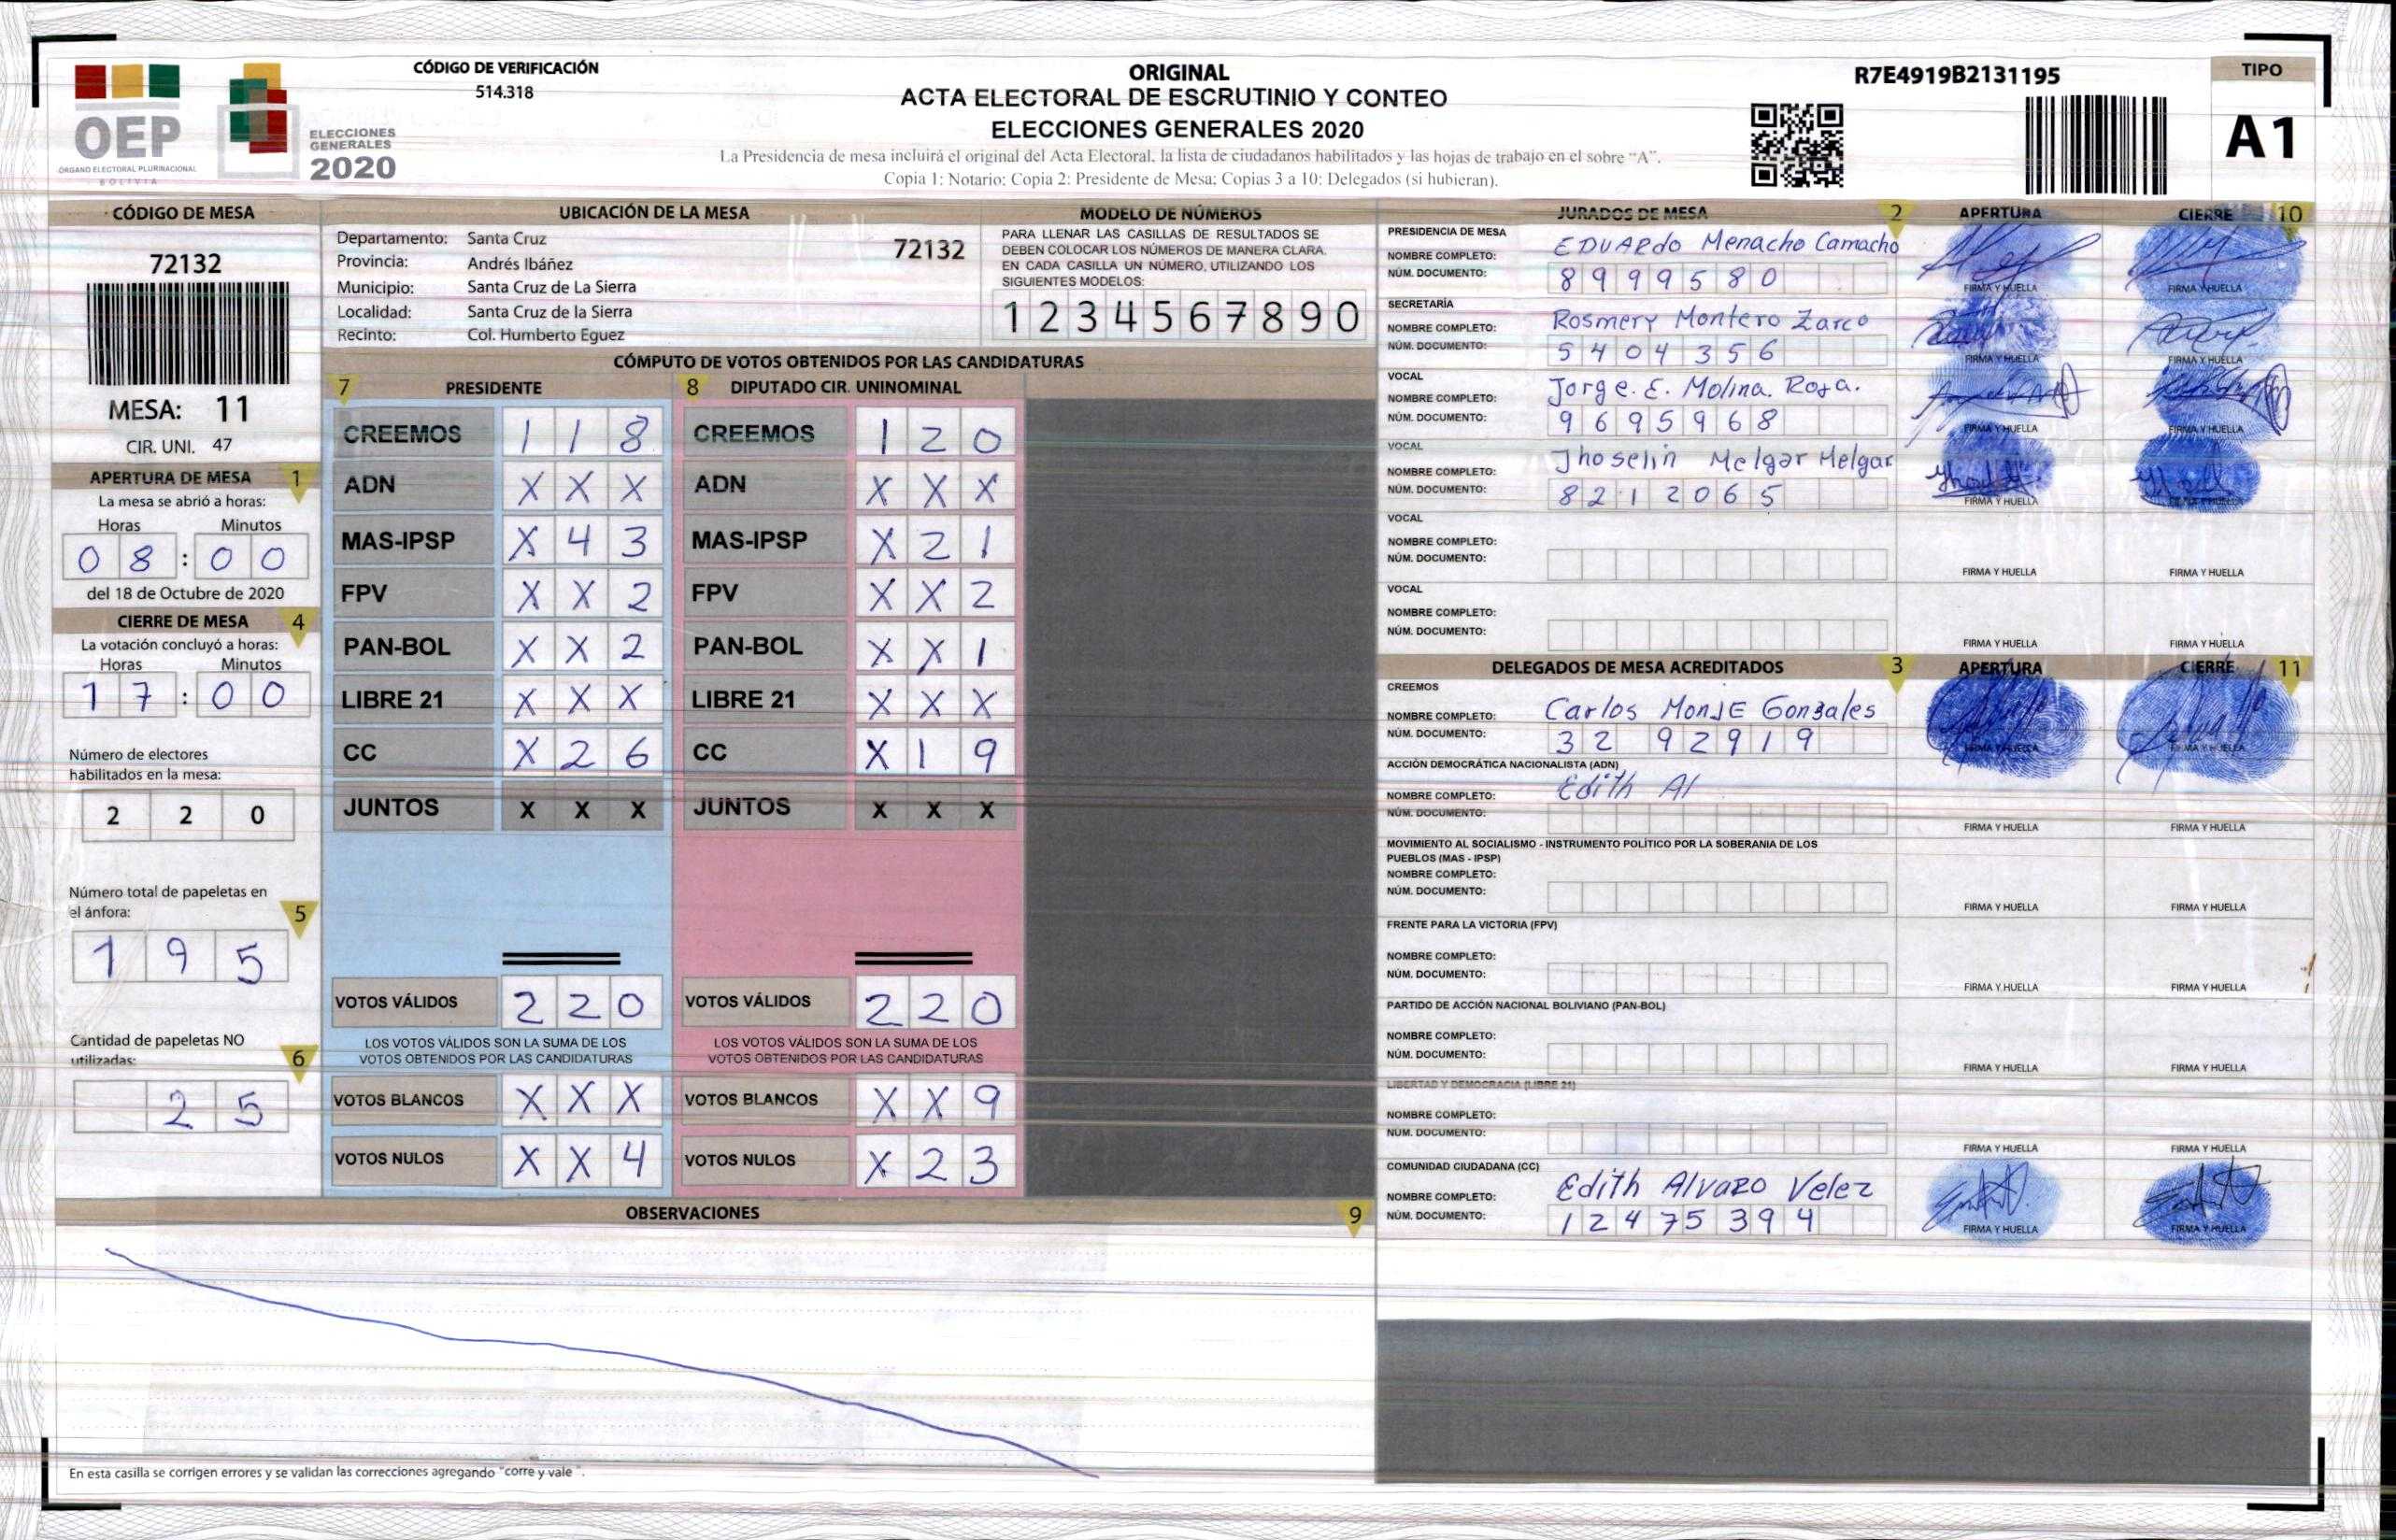 OEP
ÓRGANO ELECTORAL PLURINACIONAL
BOLIVIA
ELECCIONES
GENERALES
2020
CÓDIGO DE VERIFICACIÓN
514.318
ORIGINAL
ACTA ELECTORAL DE ESCRUTINIO Y CONTEO
ELECCIONES GENERALES 2020
La Presidencia de mesa incluirá el original del Acta Electoral, la lista de ciudadanos habilitados y las hojas de trabajo en el sobre "A".
Copia 1: Notario; Copia 2: Presidente de Mesa; Copias 3 a 10: Delegados (si hubieran).
R7E4919B2131195
TIPO
A1
CÓDIGO DE MESA
72132
MESA: 11
CIR. UNI. 47
APERTURA DE MESA 1
La mesa se abrió a horas:
Horas Minutos
0 8 : 0 0
del 18 de Octubre de 2020
CIERRE DE MESA 4
La votación concluyó a horas:
Horas Minutos
1 7 : 0 0
Número de electores
habilitados en la mesa:
2 2 0
Número total de papeletas en
el ánfora: 5
1 9 5
Cantidad de papeletas NO
utilizadas: 6
2 5
UBICACIÓN DE LA MESA
Departamento: Santa Cruz 72132
Provincia: Andrés Ibáñez
Municipio: Santa Cruz de La Sierra
Localidad: Santa Cruz de la Sierra
Recinto: Col. Humberto Eguez
MODELO DE NÚMEROS
PARA LLENAR LAS CASILLAS DE RESULTADOS SE
DEBEN COLOCAR LOS NÚMEROS DE MANERA CLARA.
EN CADA CASILLA UN NÚMERO, UTILIZANDO LOS
SIGUIENTES MODELOS:
1 2 3 4 5 6 7 8 9 0
CÓMPUTO DE VOTOS OBTENIDOS POR LAS CANDIDATURAS
7 PRESIDENTE 8 DIPUTADO CIR. UNINOMINAL
CREEMOS 1 1 8 CREEMOS 1 2 0
ADN X X X ADN X X X
MAS-IPSP X 4 3 MAS-IPSP X 2 1
FPV X X 2 FPV X X 2
PAN-BOL X X 2 PAN-BOL X X 1
LIBRE 21 X X X LIBRE 21 X X X
CC X 2 6 CC X 1 9
JUNTOS X X X JUNTOS X X X
VOTOS VÁLIDOS 2 2 0 VOTOS VÁLIDOS 2 2 0
LOS VOTOS VÁLIDOS SON LA SUMA DE LOS LOS VOTOS VÁLIDOS SON LA SUMA DE LOS
VOTOS OBTENIDOS POR LAS CANDIDATURAS VOTOS OBTENIDOS POR LAS CANDIDATURAS
VOTOS BLANCOS X X X VOTOS BLANCOS X X 9
VOTOS NULOS X X 4 VOTOS NULOS X 2 3
OBSERVACIONES 9
En esta casilla se corrigen errores y se validan las correcciones agregando "corre y vale".
JURADOS DE MESA 2 APERTURA CIERRE 10
PRESIDENCIA DE MESA
NOMBRE COMPLETO: EDUARdo Menacho Camacho
NÚM. DOCUMENTO: 8 9 9 9 5 8 0
FIRMA Y HUELLA FIRMA Y HUELLA
SECRETARÍA
NOMBRE COMPLETO: Rosmery Montero Zarco
NÚM. DOCUMENTO: 5 4 0 4 3 5 6
FIRMA Y HUELLA FIRMA Y HUELLA
VOCAL
NOMBRE COMPLETO: Jorge. E. Molina. Roja.
NÚM. DOCUMENTO: 9 6 9 5 9 6 8
FIRMA Y HUELLA FIRMA Y HUELLA
VOCAL
NOMBRE COMPLETO: Jhoselin Melgar Melgar
NÚM. DOCUMENTO: 8 2 1 2 0 6 5
FIRMA Y HUELLA FIRMA Y HUELLA
VOCAL
NOMBRE COMPLETO:
NÚM. DOCUMENTO:
FIRMA Y HUELLA FIRMA Y HUELLA
VOCAL
NOMBRE COMPLETO:
NÚM. DOCUMENTO:
FIRMA Y HUELLA FIRMA Y HUELLA
DELEGADOS DE MESA ACREDITADOS 3 APERTURA CIERRE 11
CREEMOS
NOMBRE COMPLETO: Carlos MonJE Gonzales
NÚM. DOCUMENTO: 3 2 9 2 9 1 9
FIRMA Y HUELLA FIRMA Y HUELLA
ACCIÓN DEMOCRÁTICA NACIONALISTA (ADN)
NOMBRE COMPLETO: Edith Al
NÚM. DOCUMENTO:
FIRMA Y HUELLA FIRMA Y HUELLA
MOVIMIENTO AL SOCIALISMO - INSTRUMENTO POLÍTICO POR LA SOBERANIA DE LOS
PUEBLOS (MAS - IPSP)
NOMBRE COMPLETO:
NÚM. DOCUMENTO:
FIRMA Y HUELLA FIRMA Y HUELLA
FRENTE PARA LA VICTORIA (FPV)
NOMBRE COMPLETO:
NÚM. DOCUMENTO:
FIRMA Y HUELLA FIRMA Y HUELLA
PARTIDO DE ACCIÓN NACIONAL BOLIVIANO (PAN-BOL)
NOMBRE COMPLETO:
NÚM. DOCUMENTO:
FIRMA Y HUELLA FIRMA Y HUELLA
LIBERTAD Y DEMOCRACIA (LIBRE 21)
NOMBRE COMPLETO:
NÚM. DOCUMENTO:
FIRMA Y HUELLA FIRMA Y HUELLA
COMUNIDAD CIUDADANA (CC)
NOMBRE COMPLETO: Edith Alvaro Velez
NÚM. DOCUMENTO: 1 2 4 7 5 3 9 4
FIRMA Y HUELLA FIRMA Y HUELLA